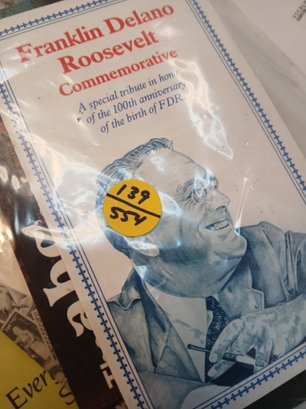 Franklin Delano
Roosevelt
Commemorative
A special tribute in hon
of the 100th anniversary
of the birth of FDR
139
554
Ever